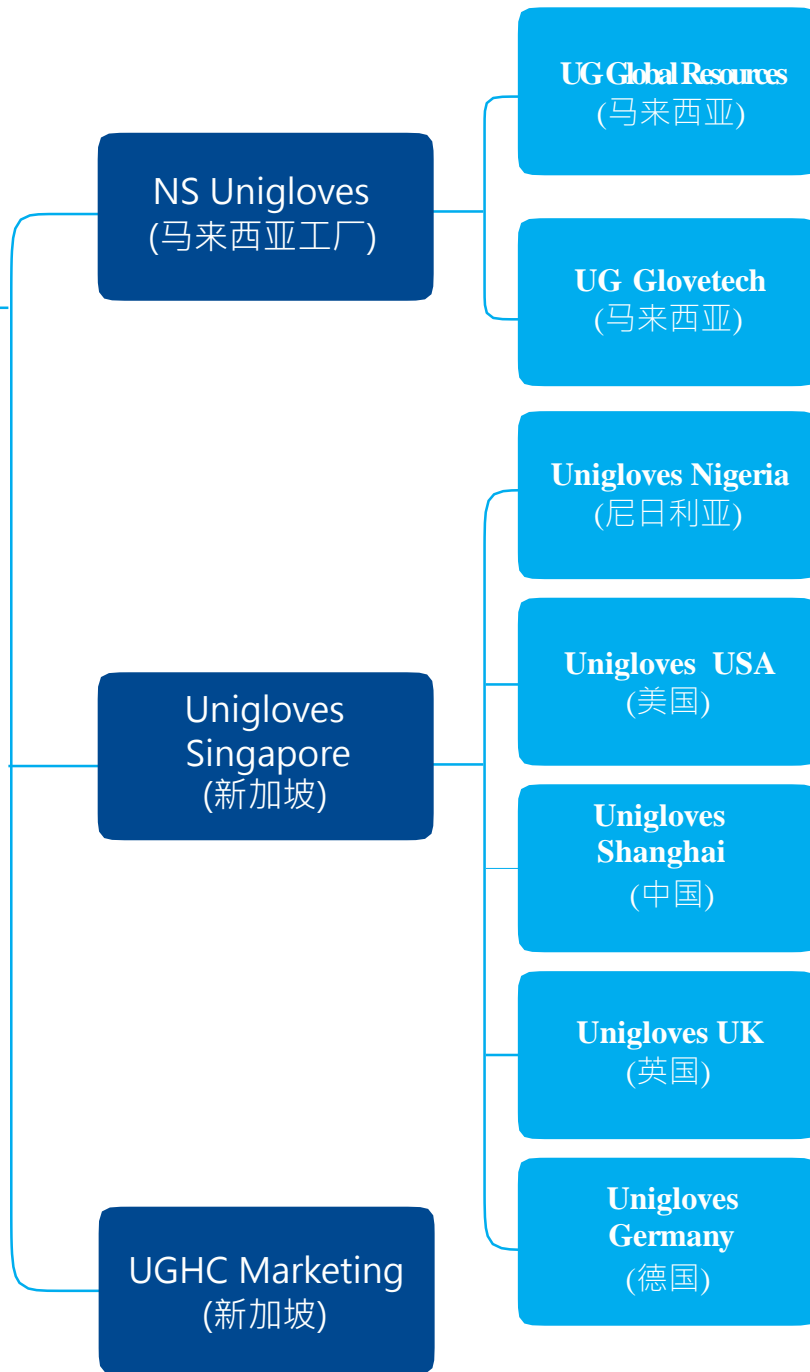 NS Unigloves
(马来西亚工厂)
UG Global Resources
(马来西亚)
UG Glovetech
(马来西亚)
Unigloves
Singapore
(新加坡)
Unigloves Nigeria
(尼日利亚)
Unigloves USA
(美国)
Unigloves
Shanghai
(中国)
Unigloves UK
(英国)
Unigloves
Germany
(德国)
UGHC Marketing
(新加坡)